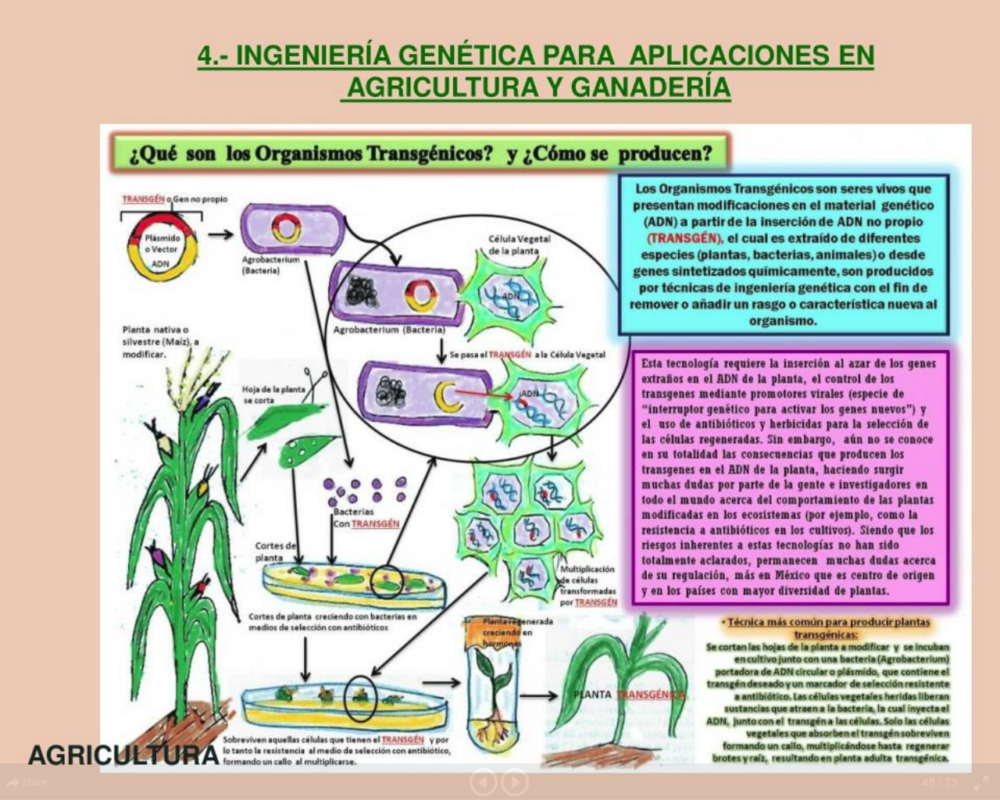 4.- INGENIERÍA GENÉTICA PARA APLICACIONES EN
AGRICULTURA Y GANADERÍA
¿Qué son los Organismos Transgénicos? y ¿Cómo se producen?
TRANSGÉN o Gen no propio
Plásmido
o Vector
ADN
Agrobacterium
(Bacteria)
Célula Vegetal
de la planta
ADN
Agrobacterium (Bacteria)
Se pasa el TRANSGÉN a la Célula Vegetal
ADN
Los Organismos Transgénicos son seres vivos que
presentan modificaciones en el material genético
(ADN) a partir de la inserción de ADN no propio
(TRANSGÉN), el cual es extraído de diferentes
especies (plantas, bacterias, animales) o desde
genes sintetizados químicamente, son producidos
por técnicas de ingeniería genética con el fin de
remover o añadir un rasgo o característica nueva al
organismo.
Planta nativa o
silvestre (Maíz), a
modificar.
Hoja de la planta
se corta
Bacterias
Con TRANSGÉN
Cortes de
planta
Cortes de planta creciendo con bacterias en
medios de selección con antibióticos
Multiplicación
de células
transformadas
por TRANSGÉN
Esta tecnología requiere la inserción al azar de los genes
extraños en el ADN de la planta, el control de los
transgenes mediante promotores virales (especie de
“interruptor genético para activar los genes nuevos”) y
el uso de antibióticos y herbicidas para la selección de
las células regeneradas. Sin embargo, aún no se conoce
en su totalidad las consecuencias que producen los
transgenes en el ADN de la planta, haciendo surgir
muchas dudas por parte de la gente e investigadores en
todo el mundo acerca del comportamiento de las plantas
modificadas en los ecosistemas (por ejemplo, como la
resistencia a antibióticos en los cultivos). Siendo que los
riesgos inherentes a estas tecnologías no han sido
totalmente aclarados, permanecen muchas dudas acerca
de su regulación, más en México que es centro de origen
y en los países con mayor diversidad de plantas.
Planta regenerada
creciendo en
hormonas
PLANTA TRANSGÉNICA
Sobreviven aquellas células que tienen el TRANSGÉN y por
lo tanto la resistencia al medio de selección con antibiótico,
formando un callo al multiplicarse.
• Técnica más común para producir plantas
transgénicas:
Se cortan las hojas de la planta a modificar y se incuban
en cultivo junto con una bacteria (Agrobacterium)
portadora de ADN circular o plásmido, que contiene el
transgén deseado y un marcador de selección resistente
a antibiótico. Las células vegetales heridas liberan
sustancias que atraen a la bacteria, la cual inyecta el
ADN, junto con el transgén a las células. Solo las células
vegetales que absorben el transgén sobreviven
formando un callo, multiplicándose hasta regenerar
brotes y raíz, resultando en planta adulta transgénica.
AGRICULTURA
Share
48 / 73